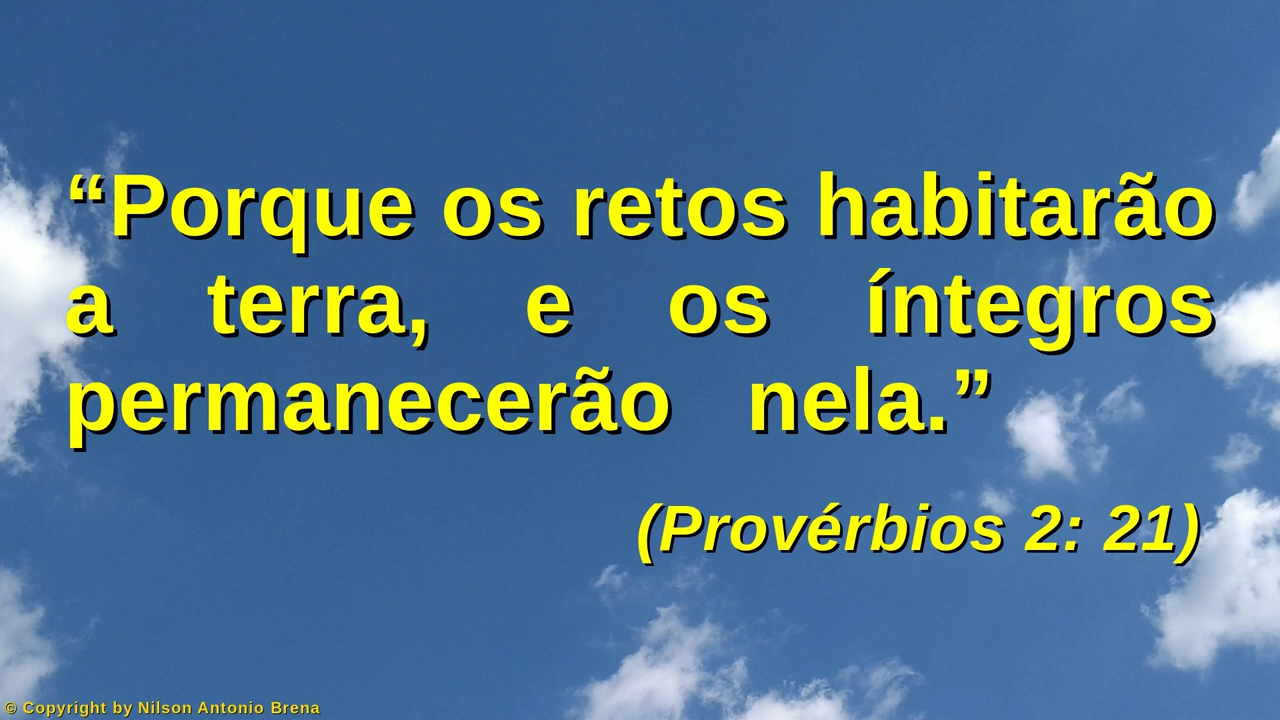 “Porque os retos habitarão
a terra, e os íntegros
permanecerão nela.”
(Provérbios 2: 21)
© Copyright by Nilson Antonio Brena